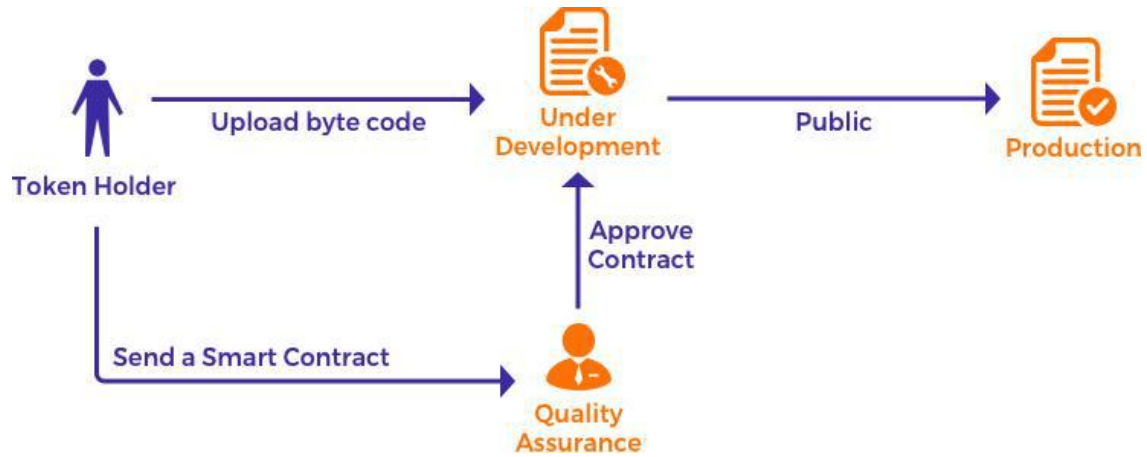 Upload byte code
Under
Development
Public
Production
Token Holder
Approve
Contract
Send a Smart Contract
Quality
Assurance